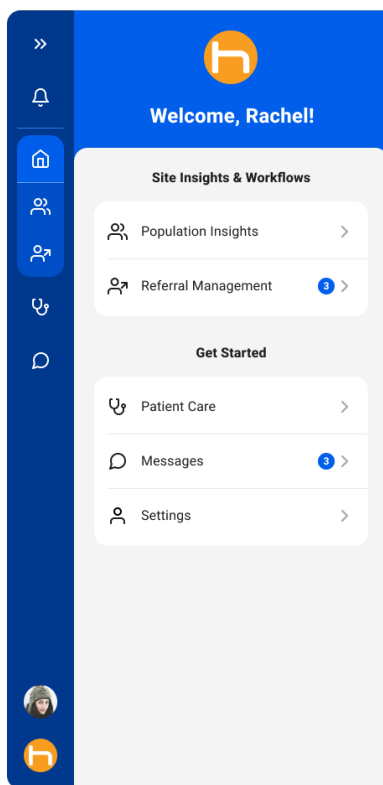 Welcome, Rachel!
Site Insights & Workflows
Population Insights
Referral Management 3
Get Started
Patient Care
Messages 3
Settings